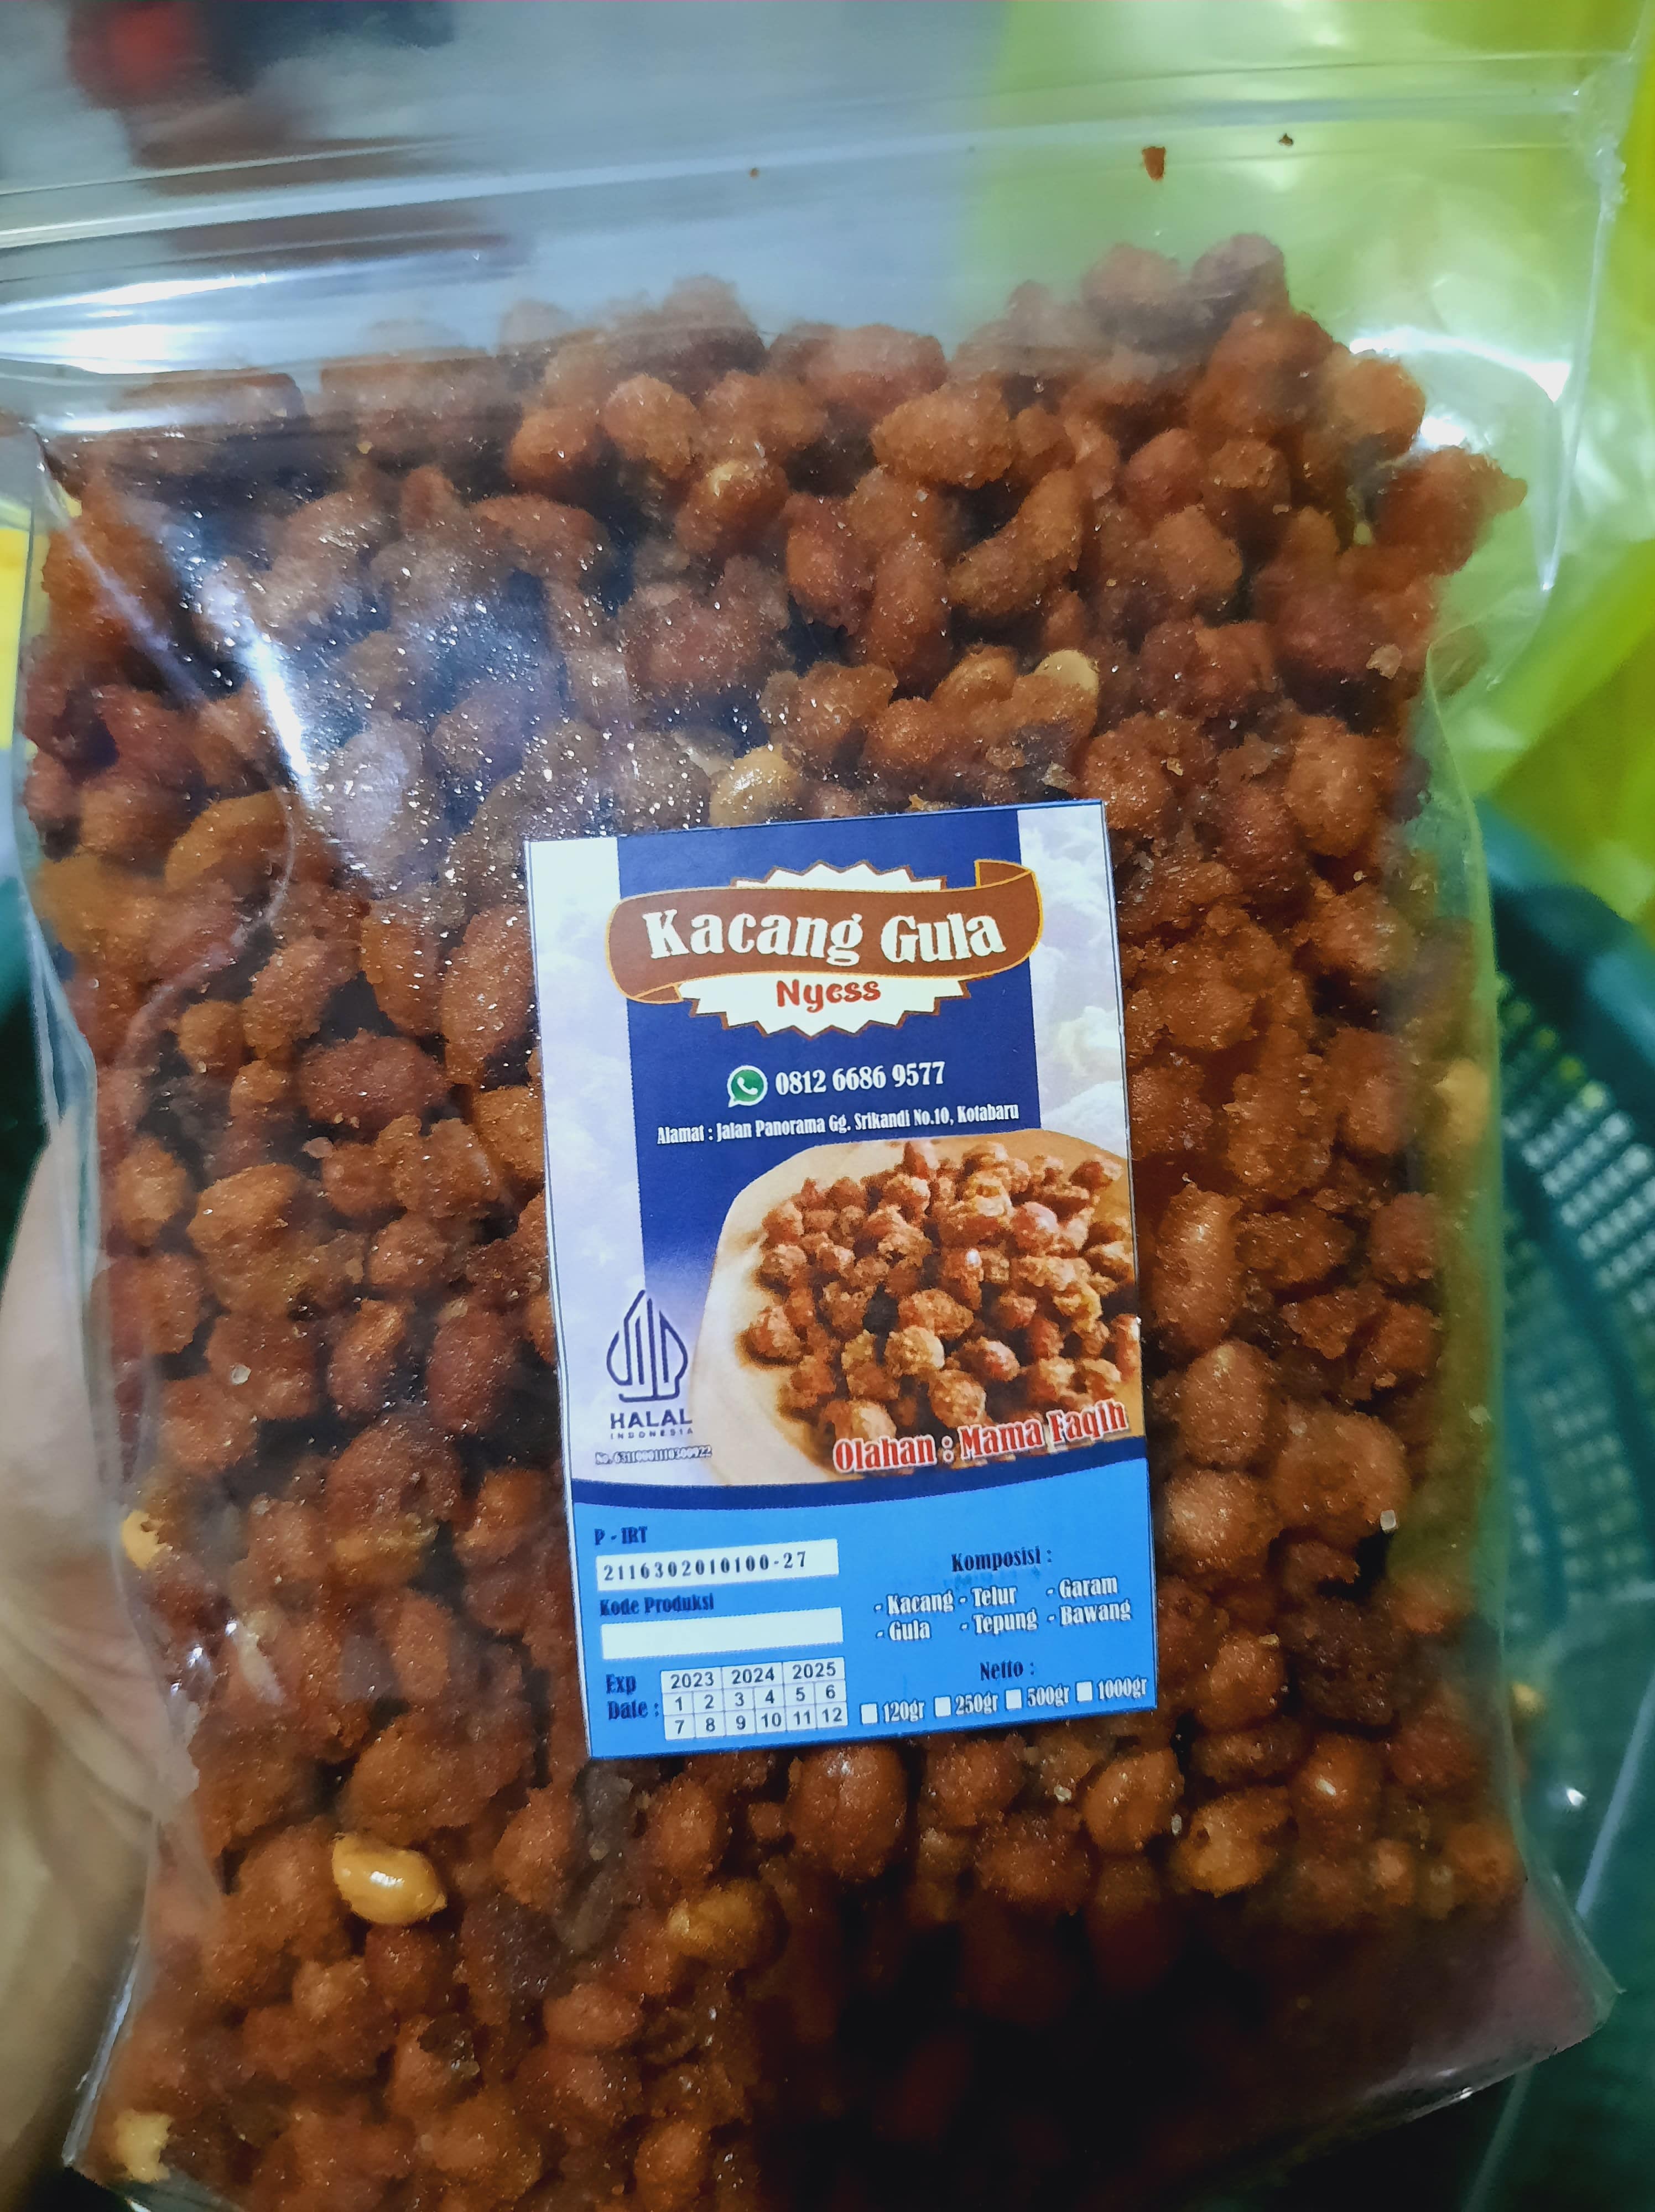 Kacang Gula
Nyess
0812 6686 9577
Alamat : Jalan Panorama Gg. Srikandi No.10, Kotabaru
HALAL
INDONESIA
Olahan : Mama Faqih
P - IRT
2116302010100-27
Kode Produksi
Exp
Date :
2023 2024 2025
1 2 3 4 5 6
7 8 9 10 11 12
Komposisi :
- Kacang - Telur - Garam
- Gula - Tepung - Bawang
Netto :
120gr 250gr 500gr 1000gr